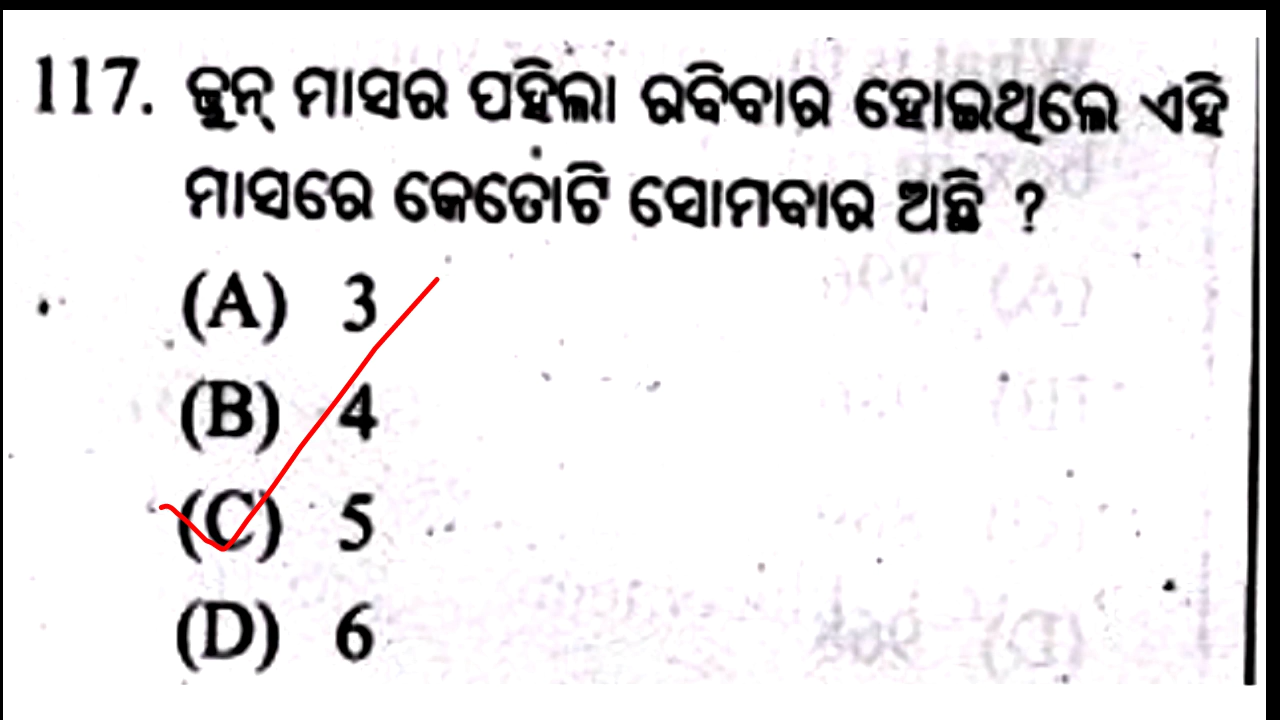 117. ଜୁନ୍ ମାସର ପହିଲା ରବିବାର ହୋଇଥିଲେ ଏହି
ମାସରେ କେତୋଟି ସୋମବାର ଅଛି ?
(A) 3
(B) 4
(C) 5
(D) 6